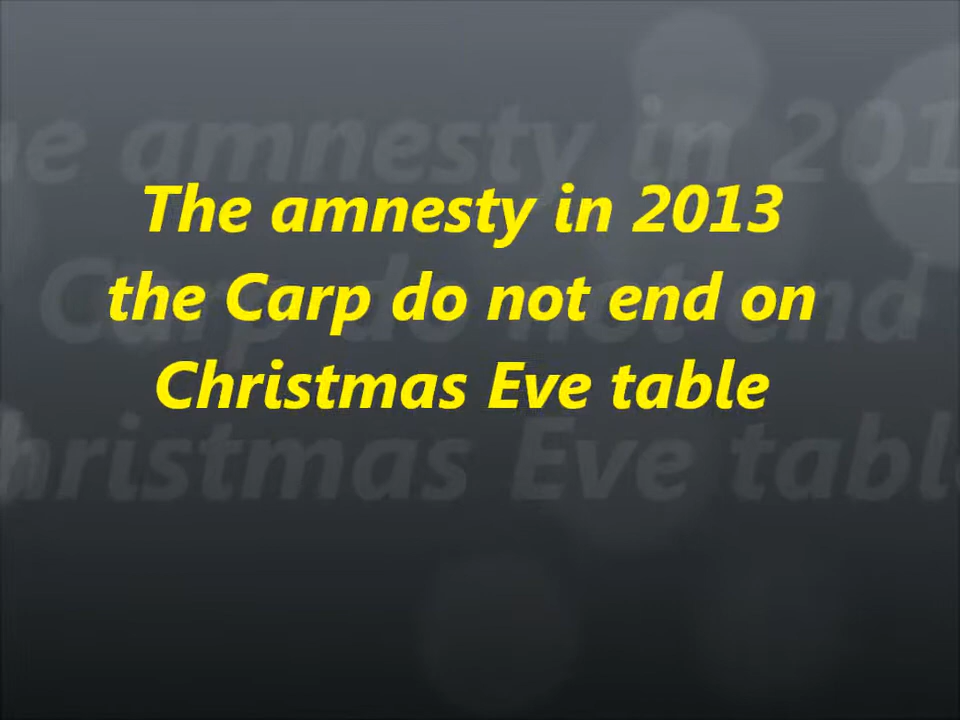 The amnesty in 2013
the Carp do not end on
Christmas Eve table